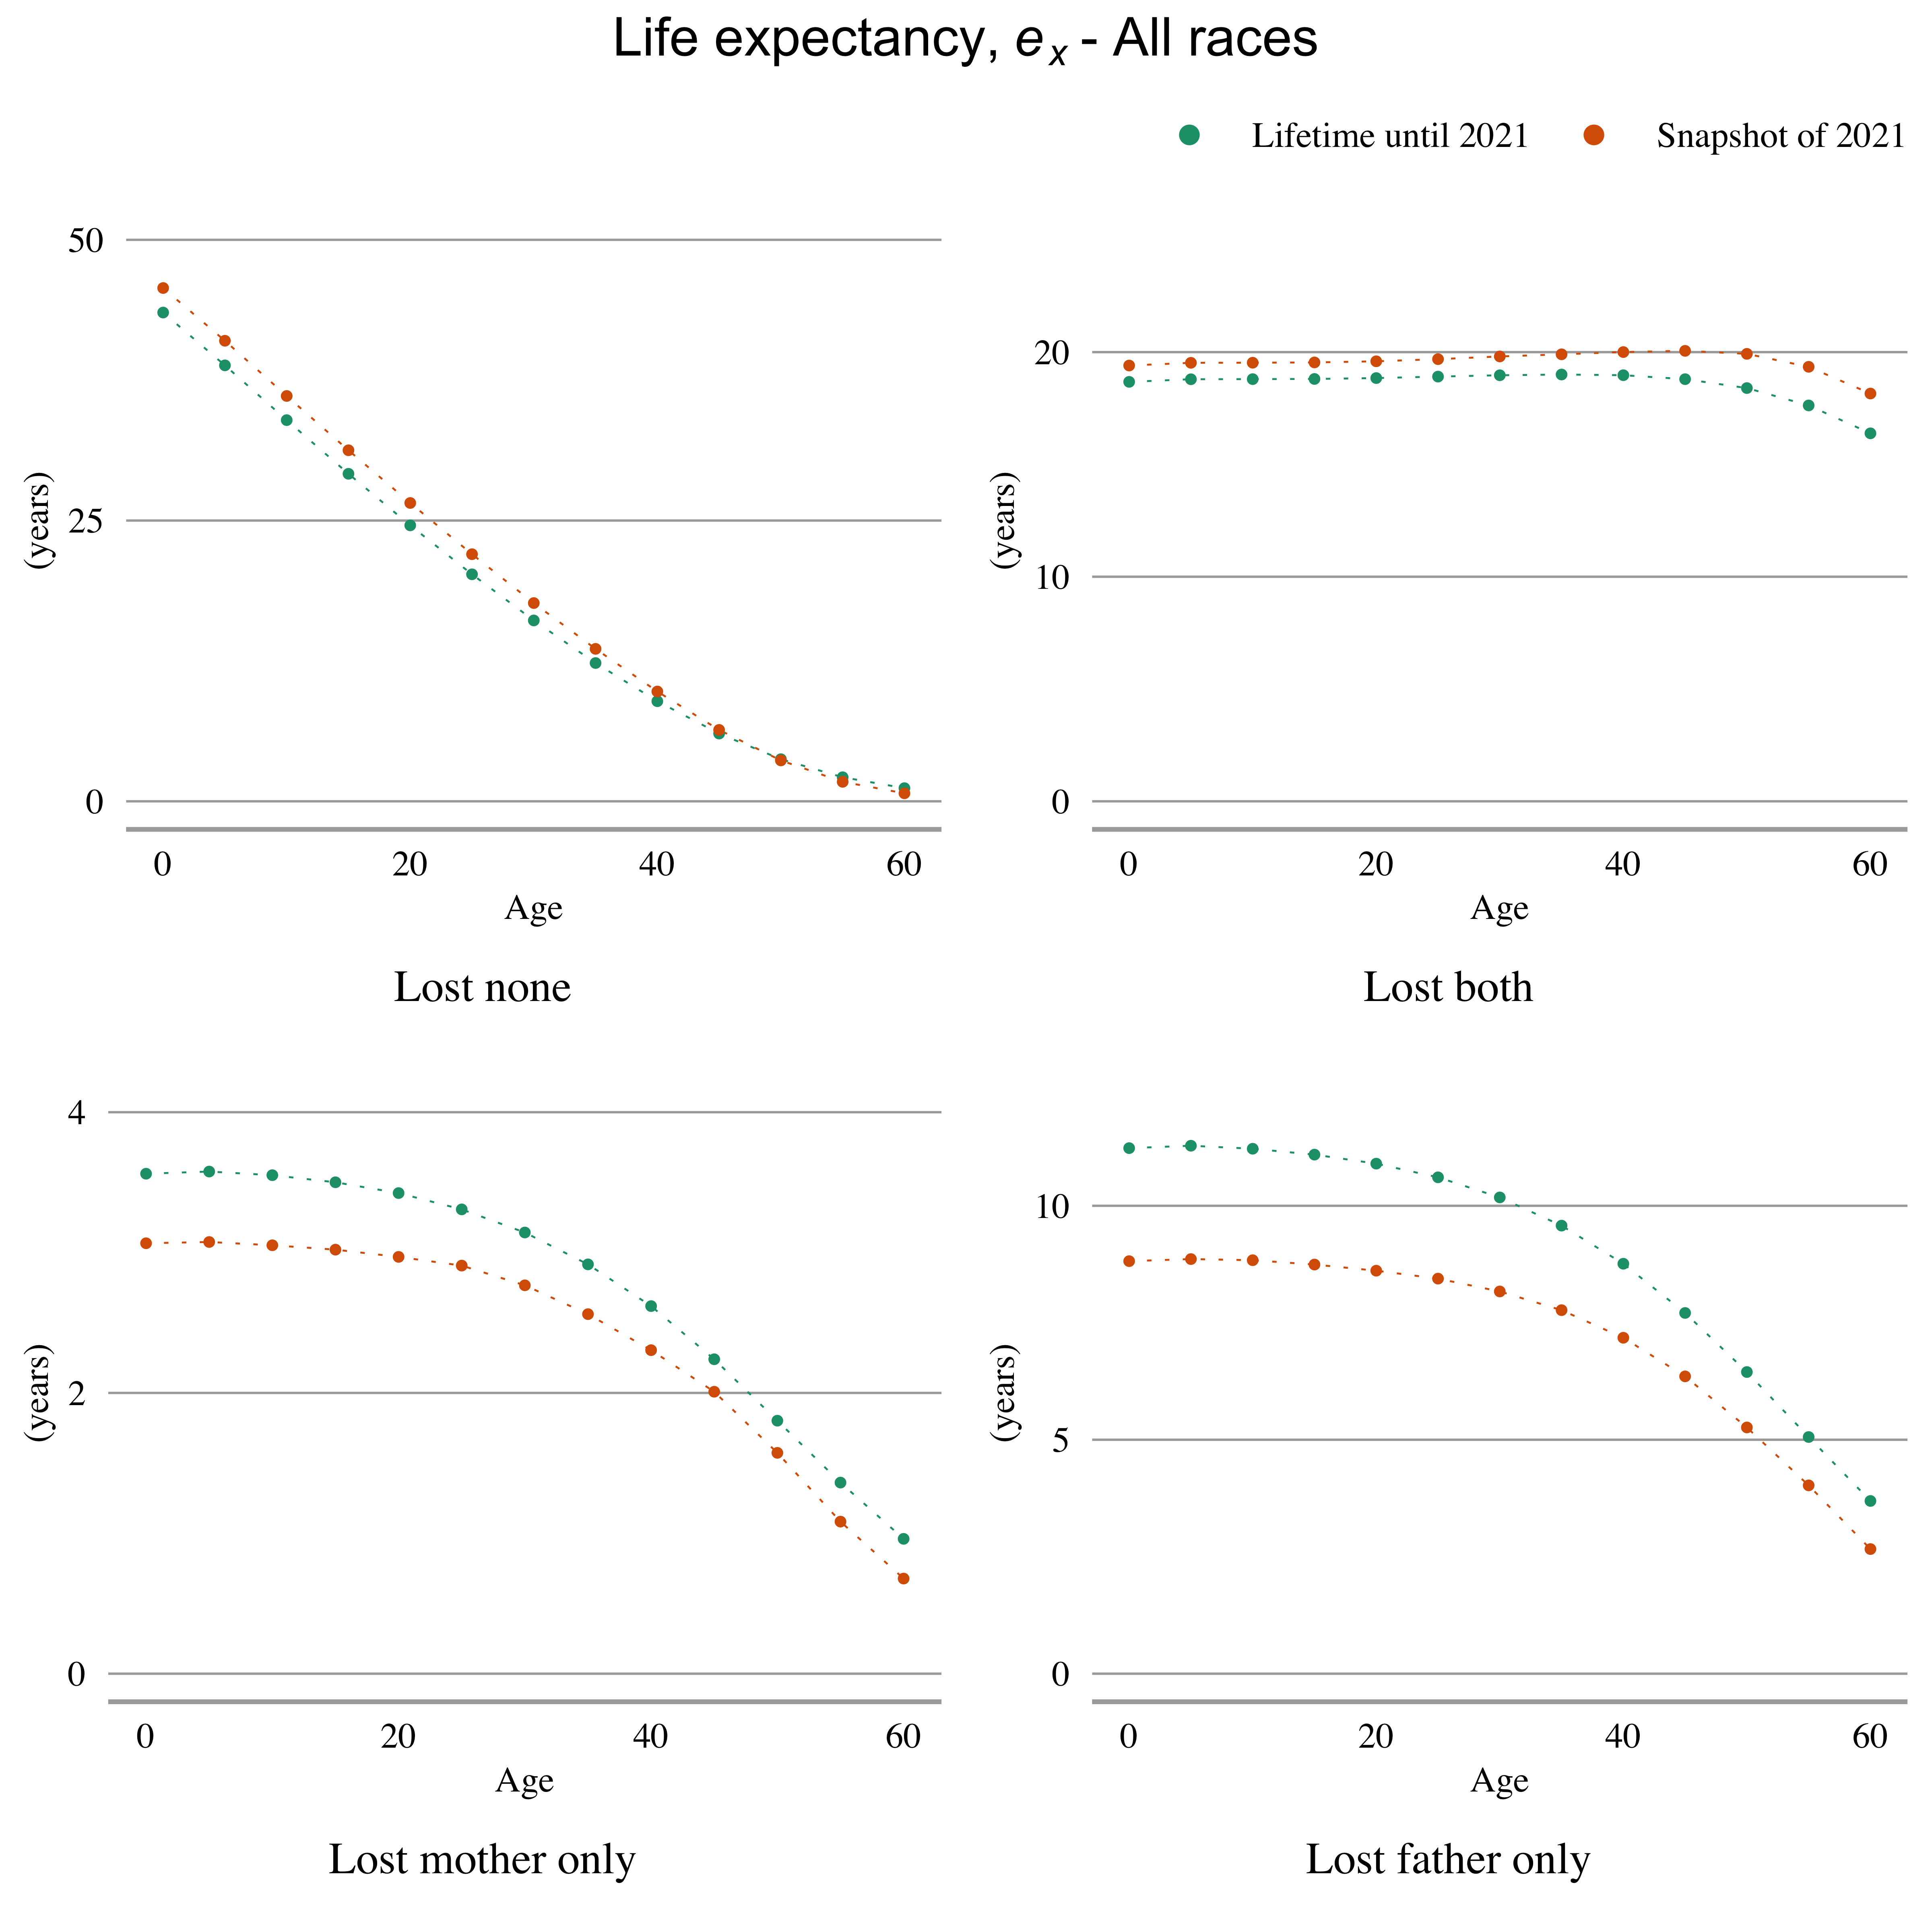 Life expectancy, e x - All races
Lifetime until 2021 Snapshot of 2021
50
25
0
(years)
0 20 40 60
Age
Lost none
20
10
0
(years)
0 20 40 60
Age
Lost both
4
2
0
(years)
0 20 40 60
Age
Lost mother only
10
5
0
(years)
0 20 40 60
Age
Lost father only